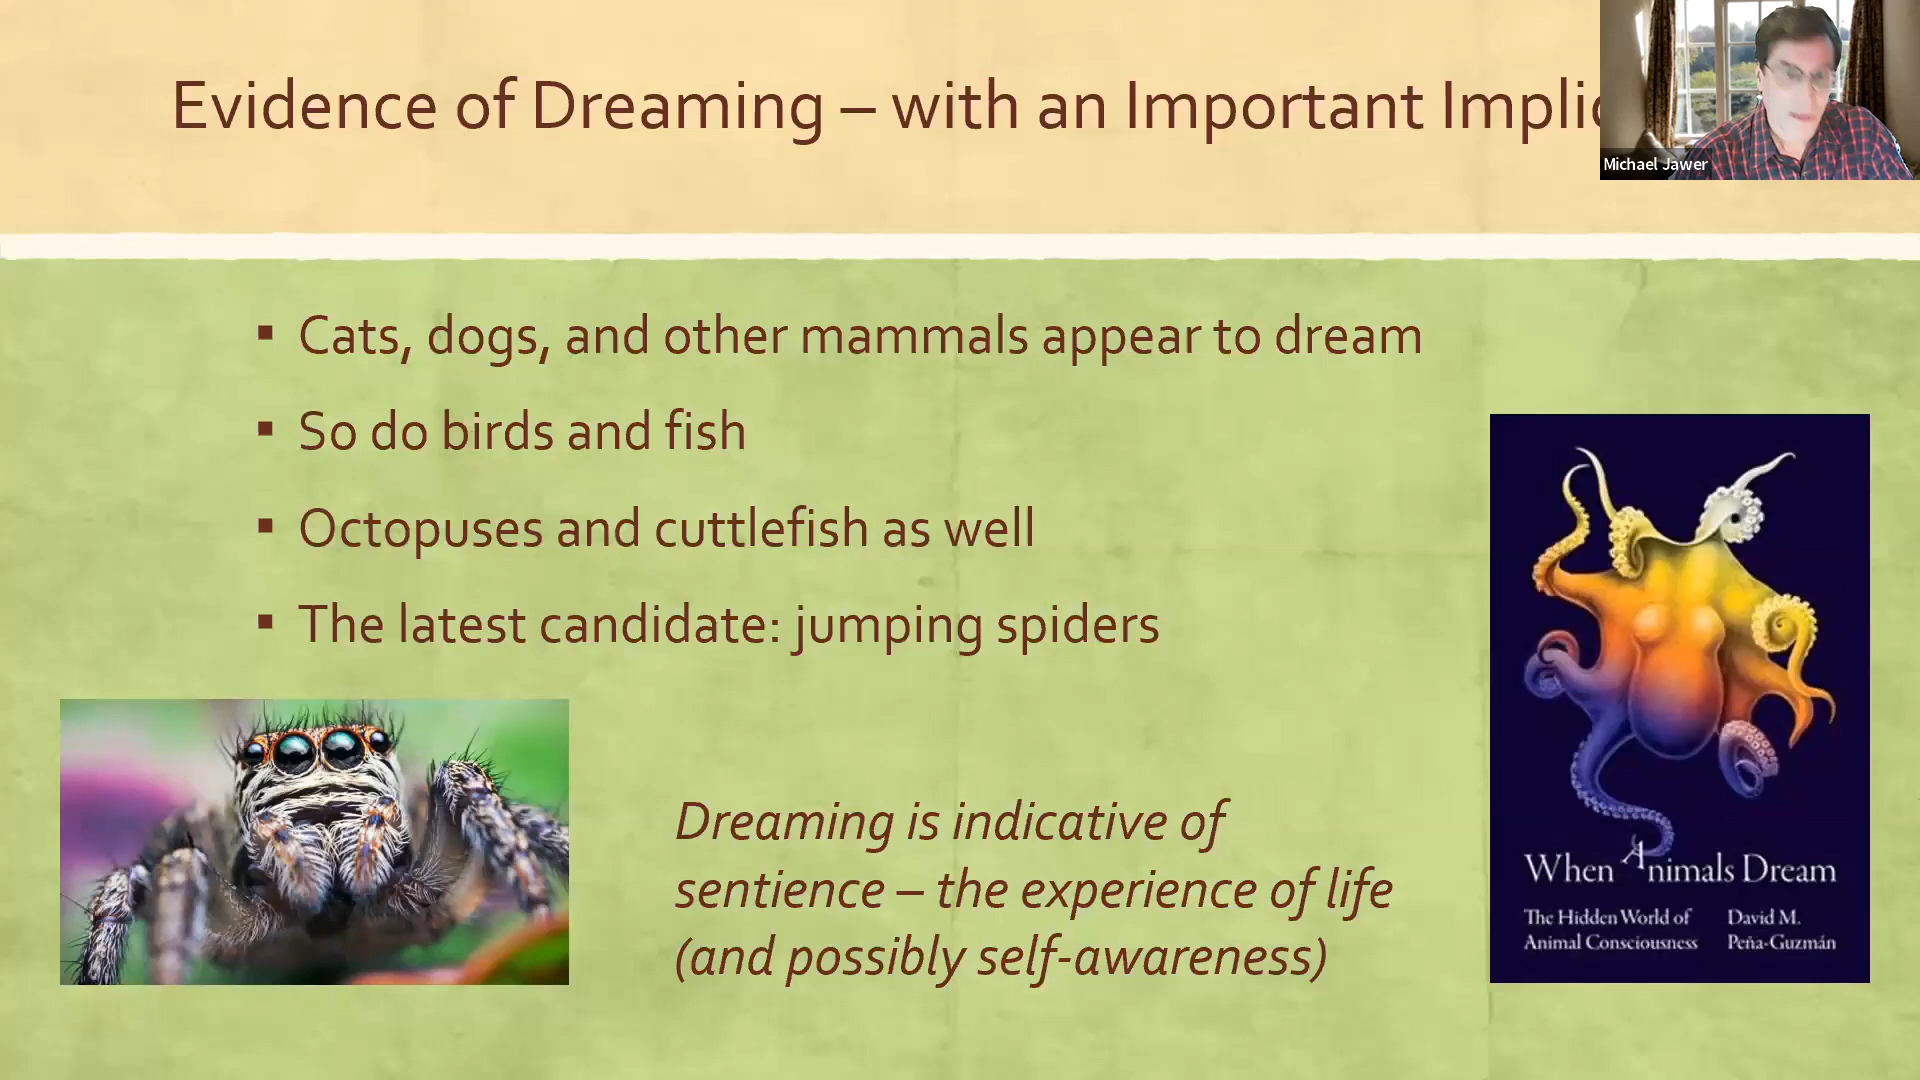 Evidence of Dreaming – with an Important
Michael Jawer
▪ Cats, dogs, and other mammals appear to dream
▪ So do birds and fish
▪ Octopuses and cuttlefish as well
▪ The latest candidate: jumping spiders
Dreaming is indicative of
sentience – the experience of life
(and possibly self-awareness)
When Animals Dream
The Hidden World of
Animal Consciousness
David M.
Peña-Guzmán